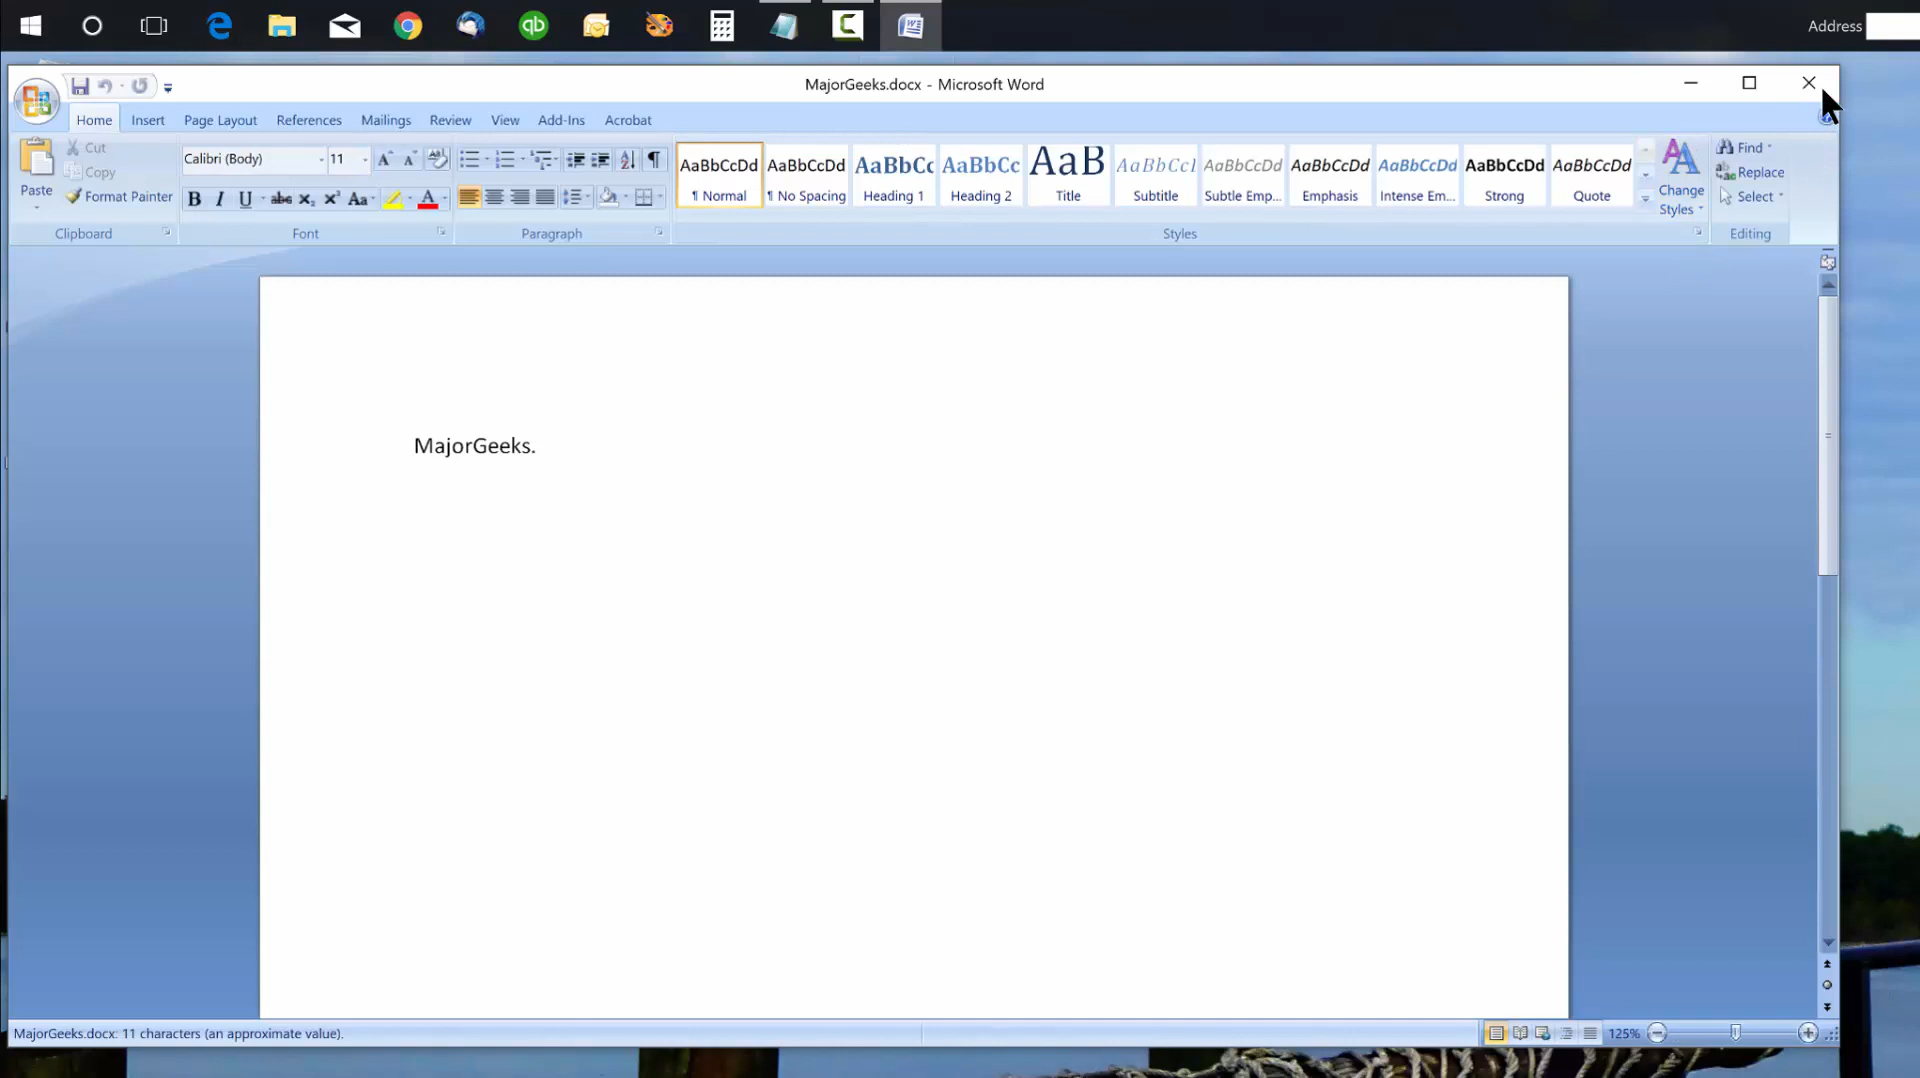 Address
MajorGeeks.docx - Microsoft Word
Home Insert Page Layout References Mailings Review View Add-Ins Acrobat
Paste
Cut
Copy
Format Painter
Clipboard
Calibri (Body) 11
Font
Paragraph
AaBbCcDd AaBbCcDd AaBbCc AaBbCc AaB AaBbCcl AaBbCcDd AaBbCcDd AaBbCcDd AaBbCcDd AaBbCcDd
¶ Normal ¶ No Spacing Heading 1 Heading 2 Title Subtitle Subtle Emp... Emphasis Intense Em... Strong Quote
Change Styles
Styles
Find
Replace
Select
Editing
MajorGeeks.
MajorGeeks.docx: 11 characters (an approximate value).
125%